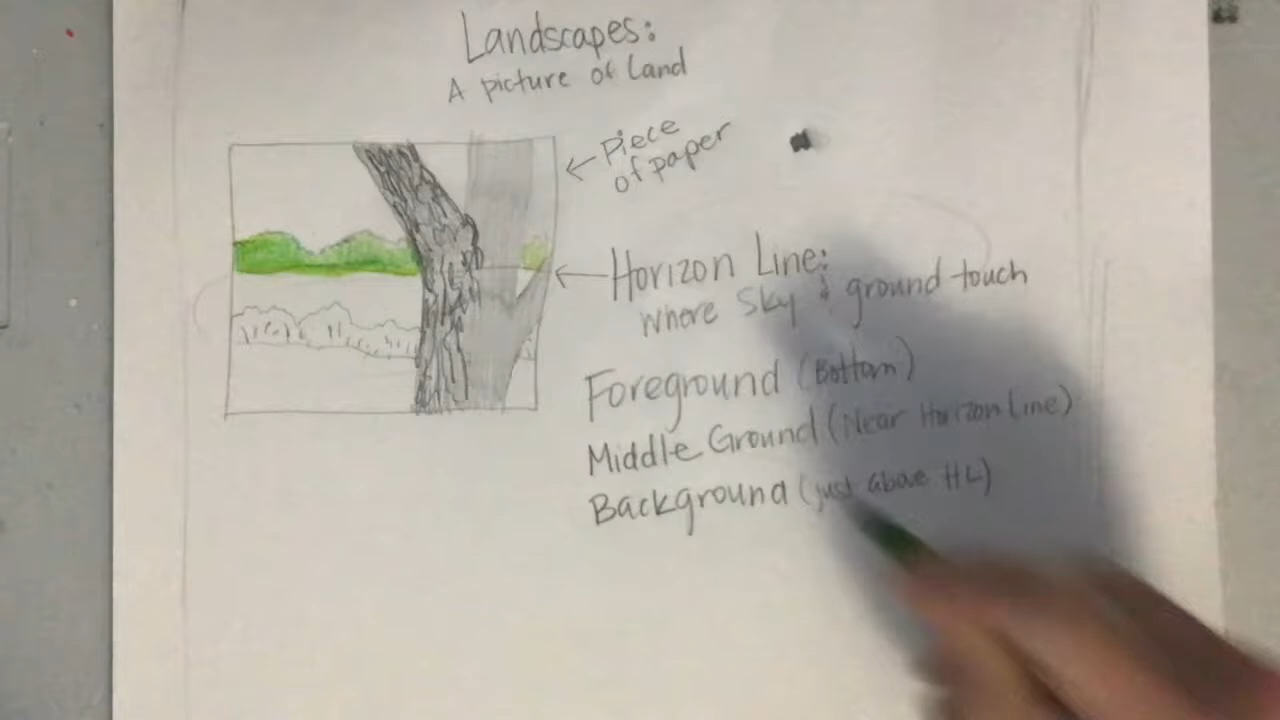 Landscapes:
A picture of Land
← Piece
of paper
← Horizon Line:
where Sky & ground touch
Foreground (Bottom)
Middle Ground (Near Horizon Line)
Background (just above HL)